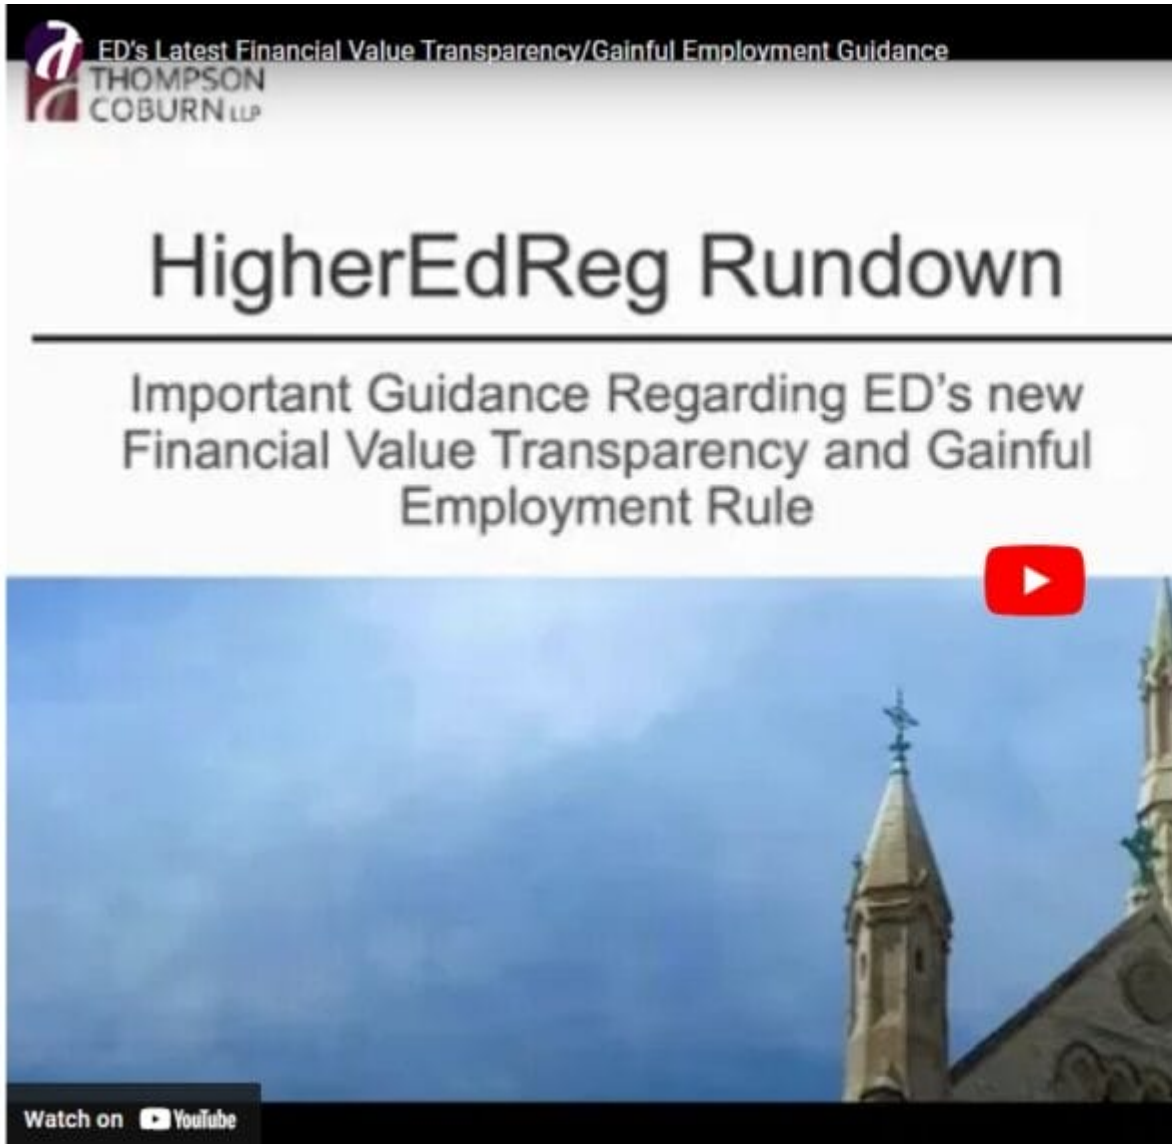 ED's Latest Financial Value Transparency/Gainful Employment Guidance
THOMPSON
COBURN LLP
HigherEdReg Rundown
Important Guidance Regarding ED's new
Financial Value Transparency and Gainful
Employment Rule
Watch on YouTube